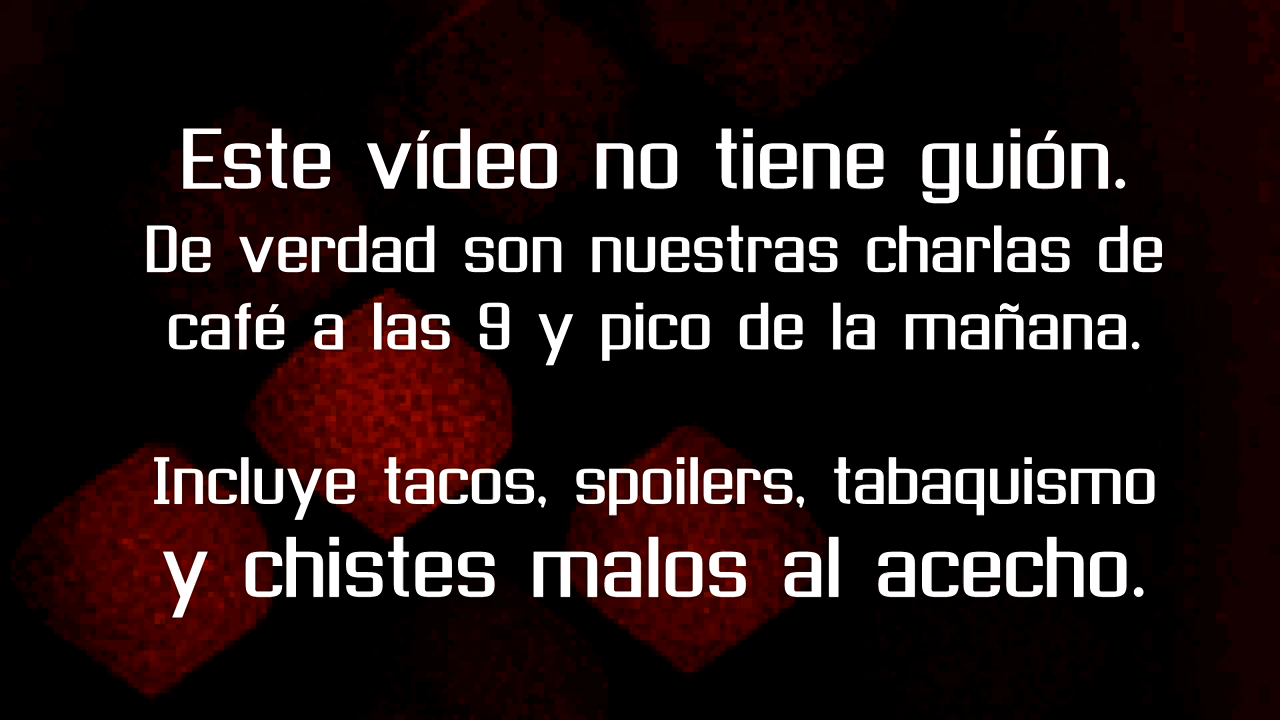 Este vídeo no tiene guión.
De verdad son nuestras charlas de
café a las 9 y pico de la mañana.
Incluye tacos, spoilers, tabaquismo
y chistes malos al acecho.